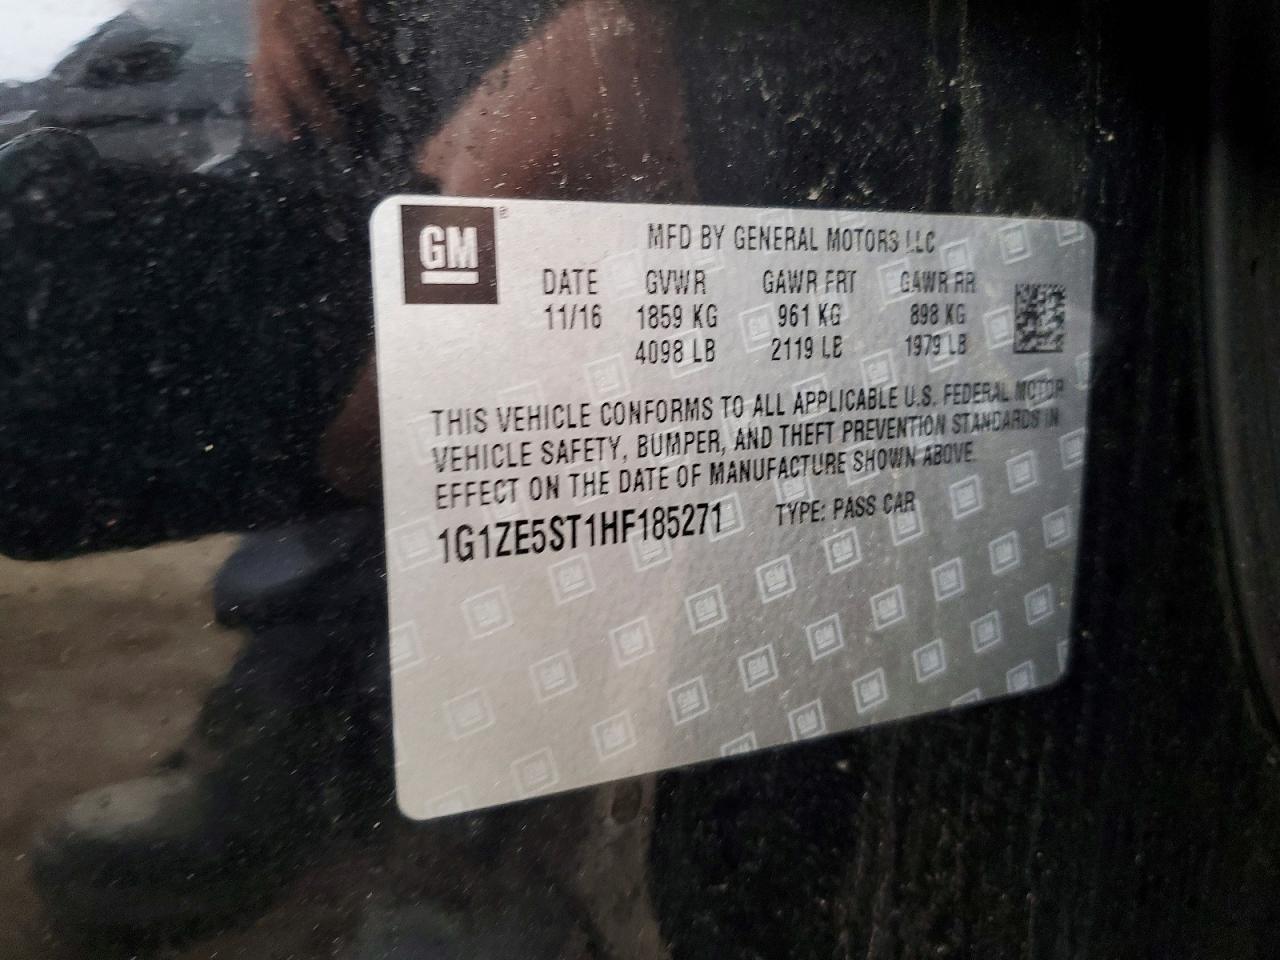 GM®
MFD BY GENERAL MOTORS LLC
DATE GVWR GAWR FRT GAWR RR
11/16 1859 KG 961 KG 898 KG
4098 LB 2119 LB 1979 LB
THIS VEHICLE CONFORMS TO ALL APPLICABLE U.S. FEDERAL MOTOR
VEHICLE SAFETY, BUMPER, AND THEFT PREVENTION STANDARDS IN
EFFECT ON THE DATE OF MANUFACTURE SHOWN ABOVE.
1G1ZE5ST1HF185271 TYPE: PASS CAR